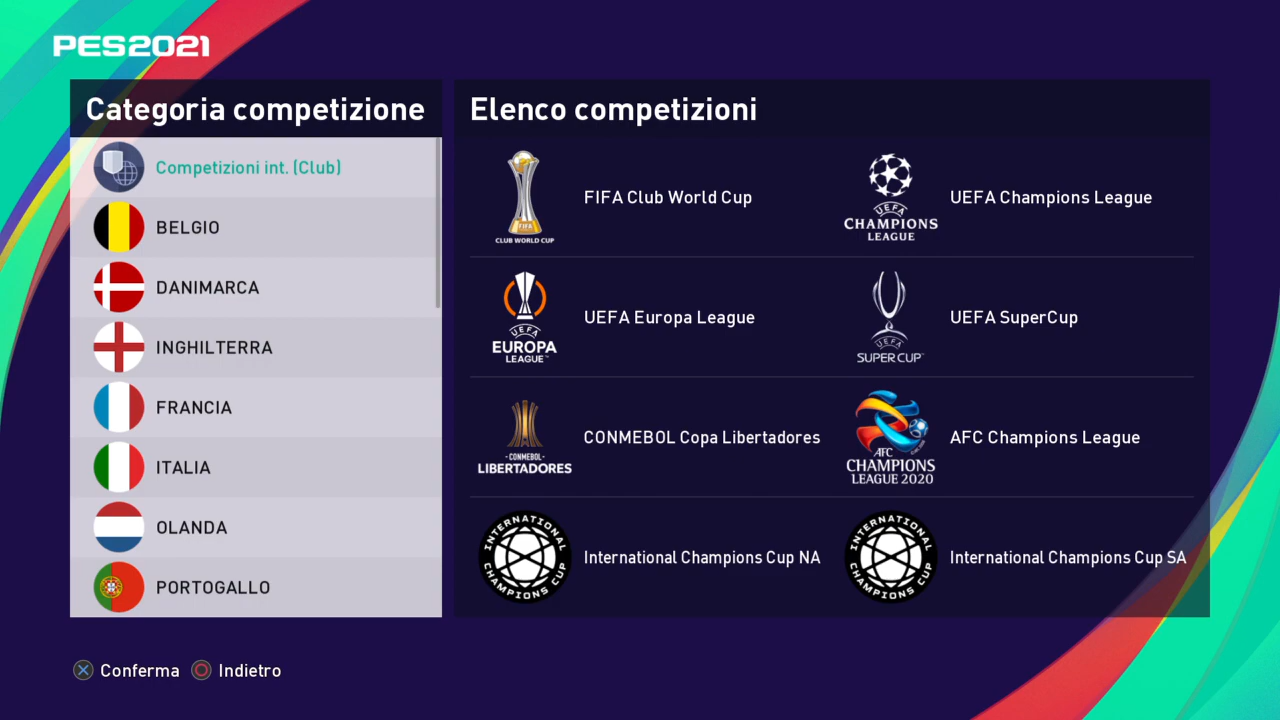 PES2021
Categoria competizione
Competizioni int. (Club)
BELGIO
DANIMARCA
INGHILTERRA
FRANCIA
ITALIA
OLANDA
PORTOGALLO
Elenco competizioni
FIFA
CLUB WORLD CUP
FIFA Club World Cup
UEFA
CHAMPIONS
LEAGUE
UEFA Champions League
UEFA
EUROPA
LEAGUE™
UEFA Europa League
UEFA
SUPER CUP™
UEFA SuperCup
-CONMEBOL-
LIBERTADORES
CONMEBOL Copa Libertadores
AFC
CHAMPIONS
LEAGUE 2020
AFC Champions League
INTERNATIONAL
CHAMPIONS CUP
International Champions Cup NA
INTERNATIONAL
CHAMPIONS CUP
International Champions Cup SA
Conferma
Indietro